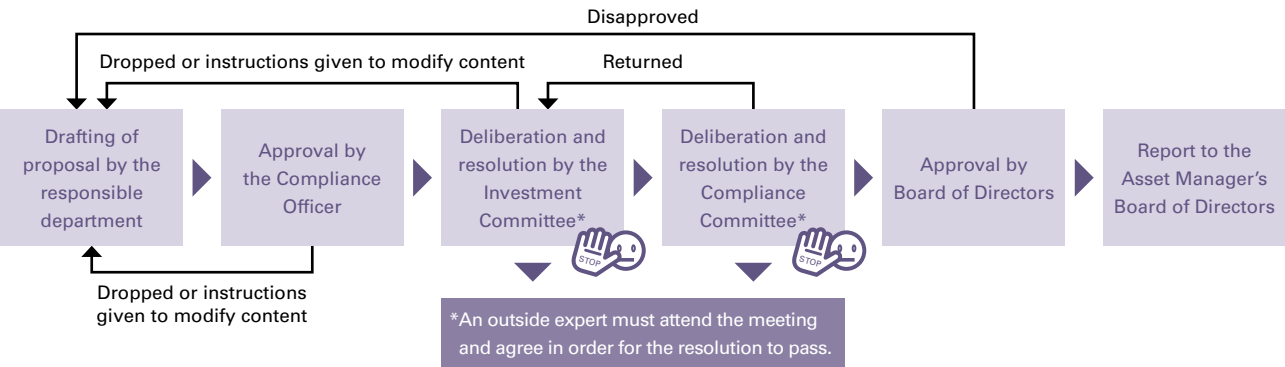 Disapproved
Dropped or instructions given to modify content
Returned
Drafting of
proposal by the
responsible
department
Approval by
the Compliance
Officer
Deliberation and
resolution by the
Investment
Committee*
STOP
Deliberation and
resolution by the
Compliance
Committee*
STOP
Approval by
Board of Directors
Report to the
Asset Manager’s
Board of Directors
Dropped or instructions
given to modify content
*An outside expert must attend the meeting
and agree in order for the resolution to pass.